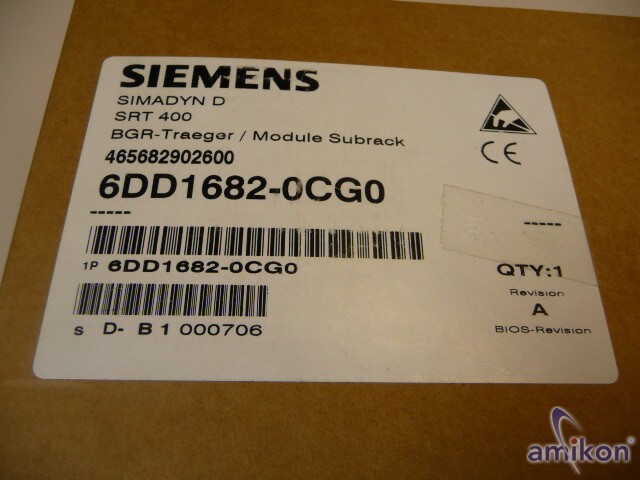 SIEMENS
SIMADYN D
SRT 400
BGR-Traeger / Module Subrack
465682902600
6DD1682-0CG0
-----
-----
1P 6DD1682-0CG0
QTY:1
Revision
A
S D- B1 000706
BIOS-Revision
CE
amikon